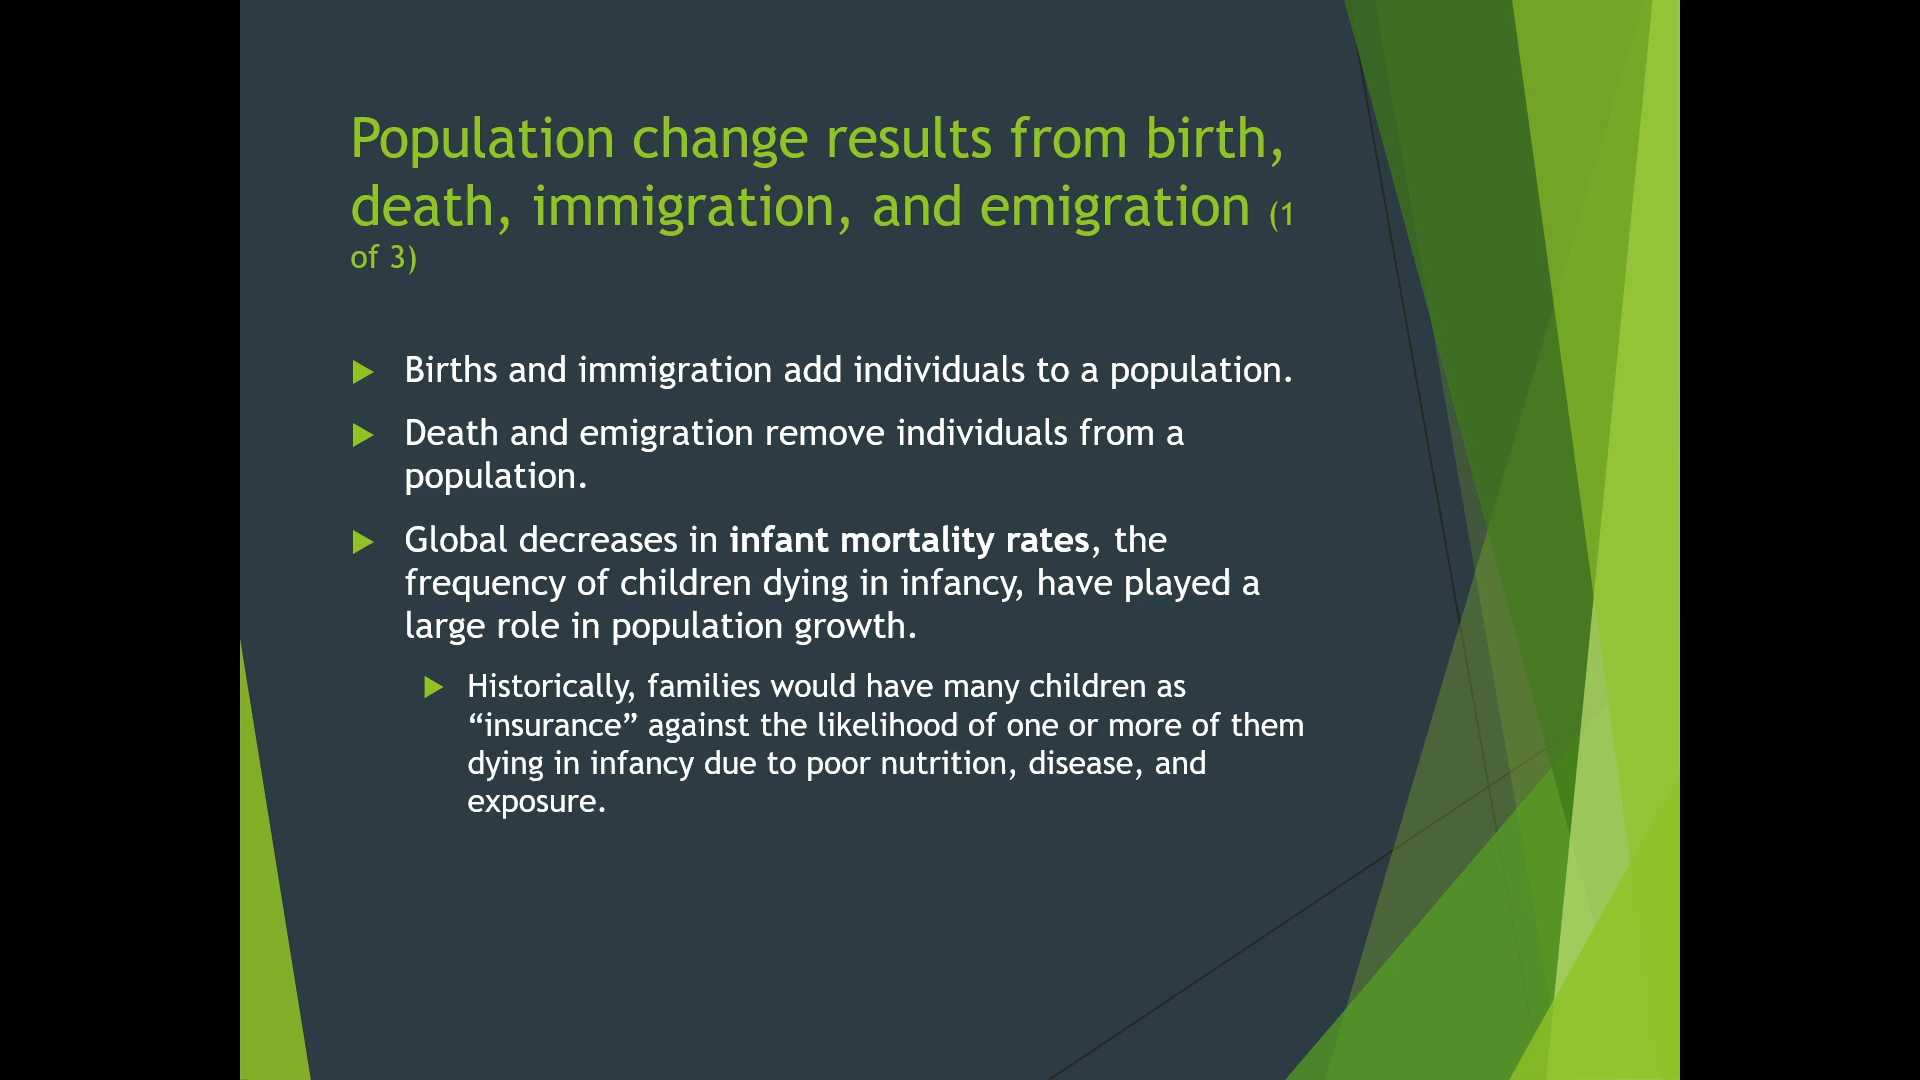 Population change results from birth,
death, immigration, and emigration (1
of 3)
Births and immigration add individuals to a population.
Death and emigration remove individuals from a
population.
Global decreases in infant mortality rates, the
frequency of children dying in infancy, have played a
large role in population growth.
Historically, families would have many children as
“insurance” against the likelihood of one or more of them
dying in infancy due to poor nutrition, disease, and
exposure.